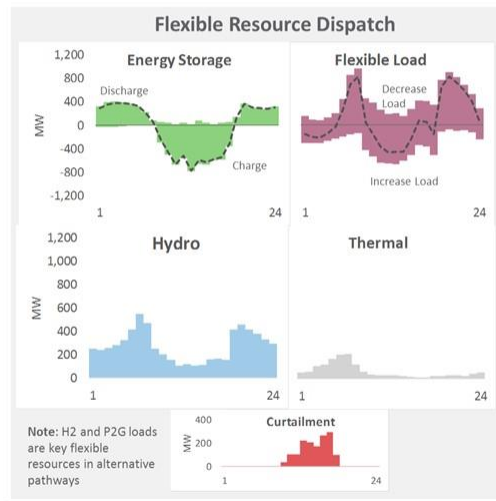 Flexible Resource Dispatch
Energy Storage
1,200
800
400
0
-400
-800
-1,200
MW
Discharge
Charge
1
24
Flexible Load
Decrease
Load
Increase Load
1
24
Hydro
1,200
1,000
800
600
400
200
0
MW
1
24
Thermal
1
24
Note: H2 and P2G loads
are key flexible
resources in alternative
pathways
Curtailment
400
200
0
MW
1
24